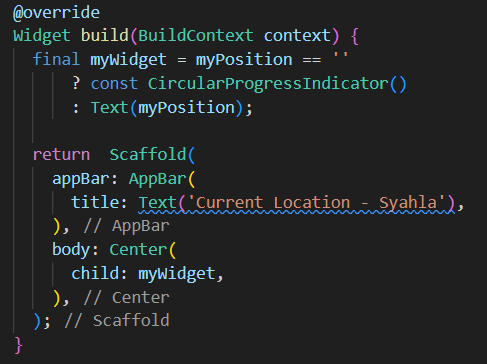 @override
Widget build(BuildContext context) {
  final myWidget = myPosition == ''
      ? const CircularProgressIndicator()
      : Text(myPosition);

  return  Scaffold(
    appBar: AppBar(
      title: Text('Current Location - Syahla'),
    ), // AppBar
    body: Center(
      child: myWidget,
    ), // Center
  ); // Scaffold
}